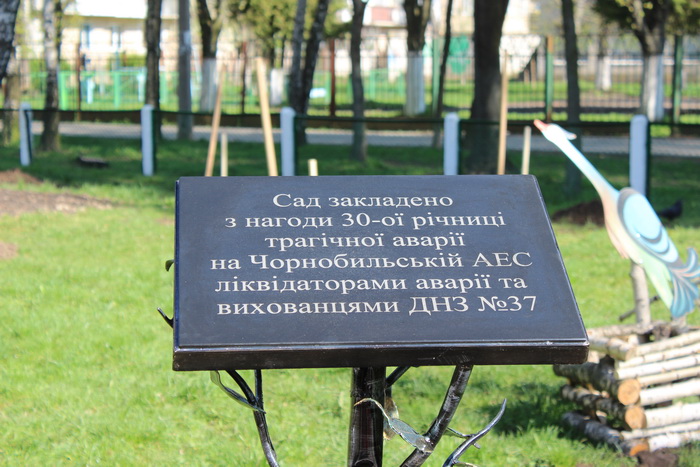 Сад закладено
з нагоди 30-ої річниці
трагічної аварії
на Чорнобильській АЕС
ліквідаторами аварії та
вихованцями ДНЗ №37